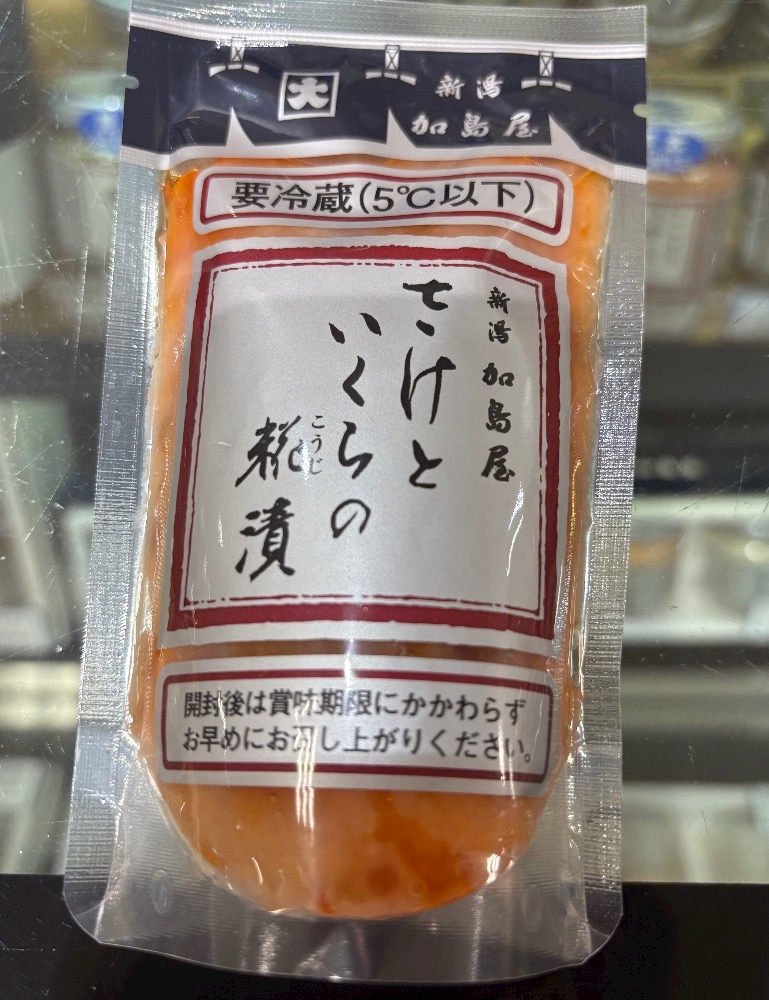 大
新潟
加島屋
要冷蔵(5℃以下)
新潟 加島屋
さけと
いくらの
糀漬
こうじ
開封後は賞味期限にかかわらず
お早めにお召し上がりください。